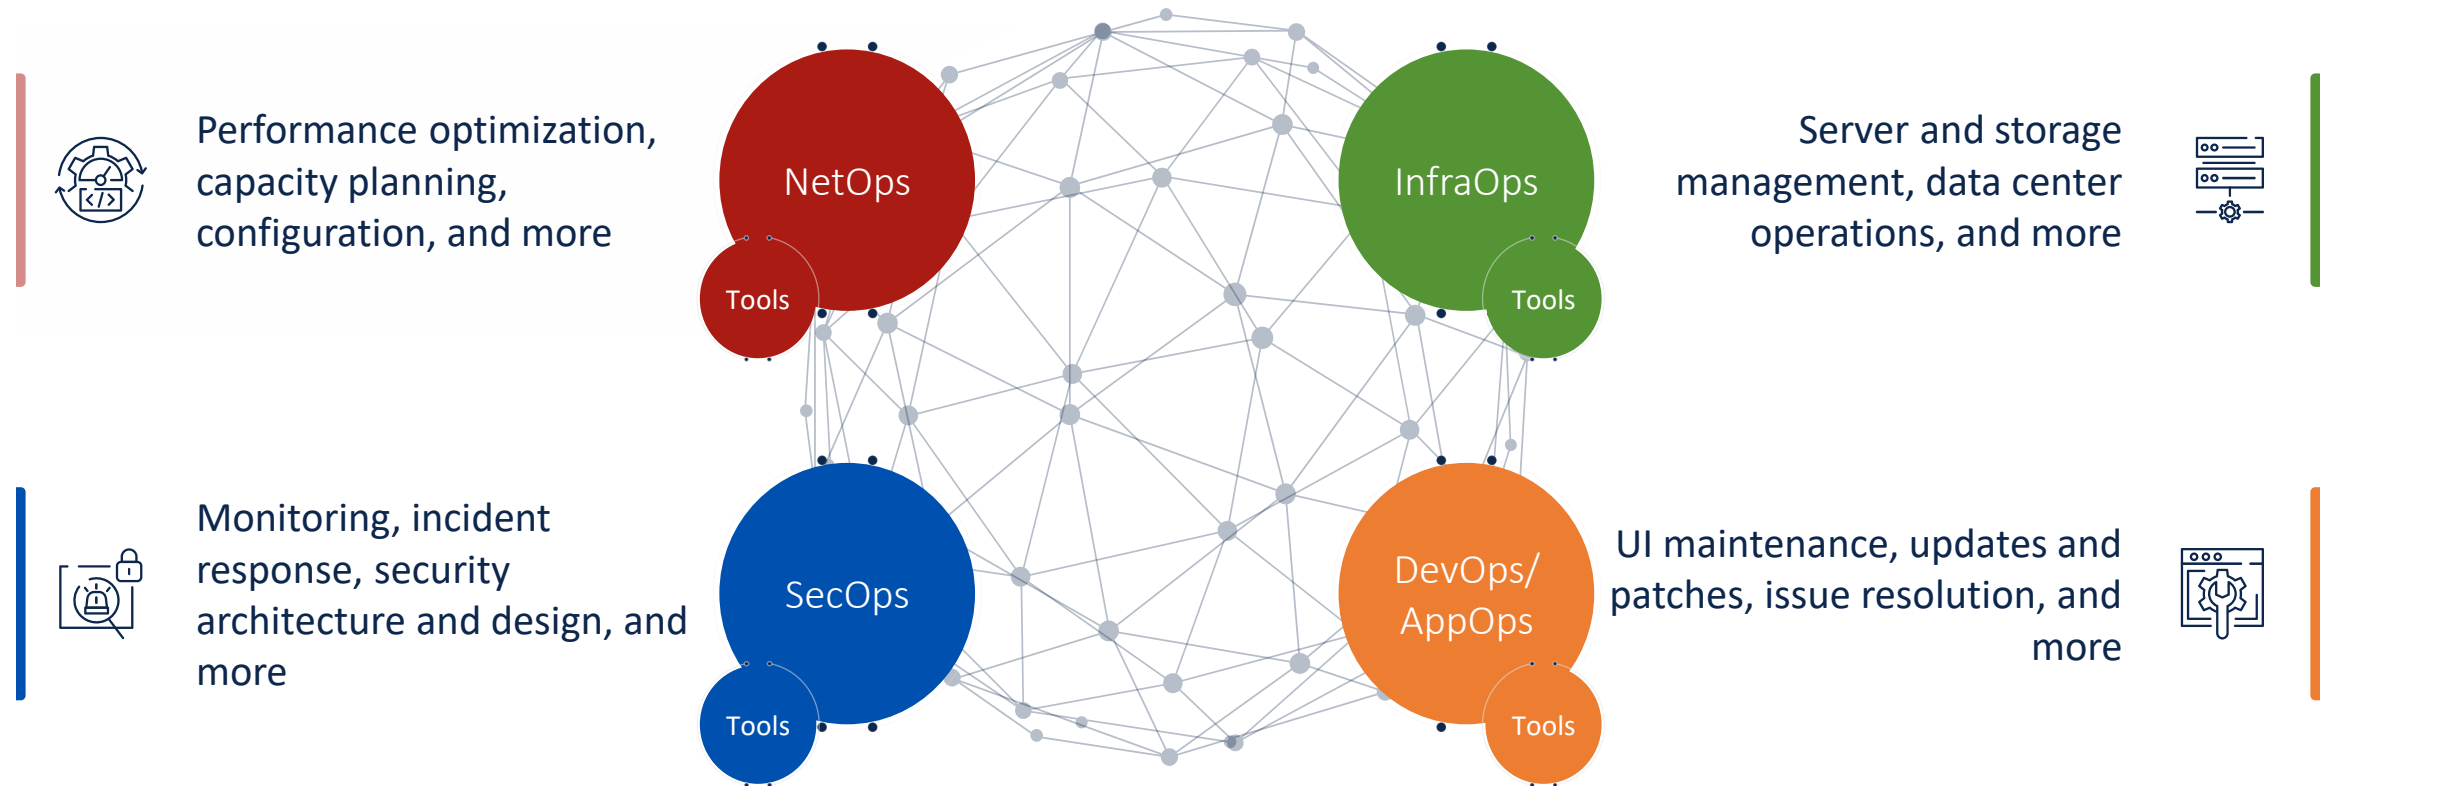 Performance optimization,
capacity planning,
configuration, and more
NetOps
Tools
InfraOps
Tools
Server and storage
management, data center
operations, and more
Monitoring, incident
response, security
architecture and design, and
more
SecOps
Tools
DevOps/
AppOps
Tools
UI maintenance, updates and
patches, issue resolution, and
more